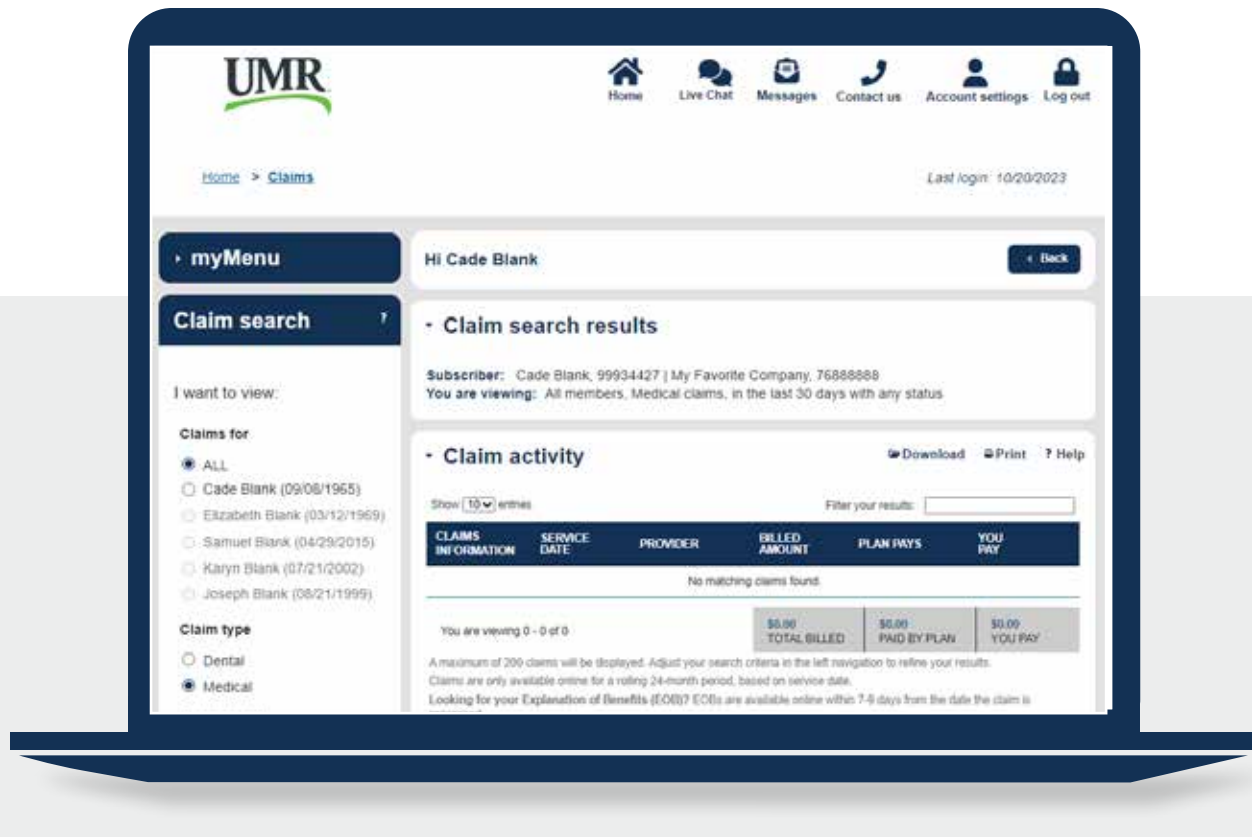 UMR
Home
Live Chat
Messages
Contact us
Account settings
Log out
Home > Claims
Last login: 10/20/2023
myMenu
Hi Cade Blank
Back
Claim search ?
- Claim search results
Subscriber: Cade Blank, 99934427 | My Favorite Company, 76888888
You are viewing: All members, Medical claims, in the last 30 days with any status
I want to view:
Claims for
ALL
Cade Blank (09/08/1965)
Elizabeth Blank (03/12/1969)
Samuel Blank (04/29/2015)
Karyn Blank (07/21/2002)
Joseph Blank (08/21/1999)
Claim type
Dental
Medical
- Claim activity
Download
Print
? Help
Show 10 entries
Filter your results:
CLAIMS INFORMATION
SERVICE DATE
PROVIDER
BILLED AMOUNT
PLAN PAYS
YOU PAY
No matching claims found.
You are viewing 0 - 0 of 0
$0.00 TOTAL BILLED
$0.00 PAID BY PLAN
$0.00 YOU PAY
A maximum of 200 claims will be displayed. Adjust your search criteria in the left navigation to refine your results.
Claims are only available online for a rolling 24-month period, based on service date.
Looking for your Explanation of Benefits (EOB)? EOBs are available online within 7-9 days from the date the claim is